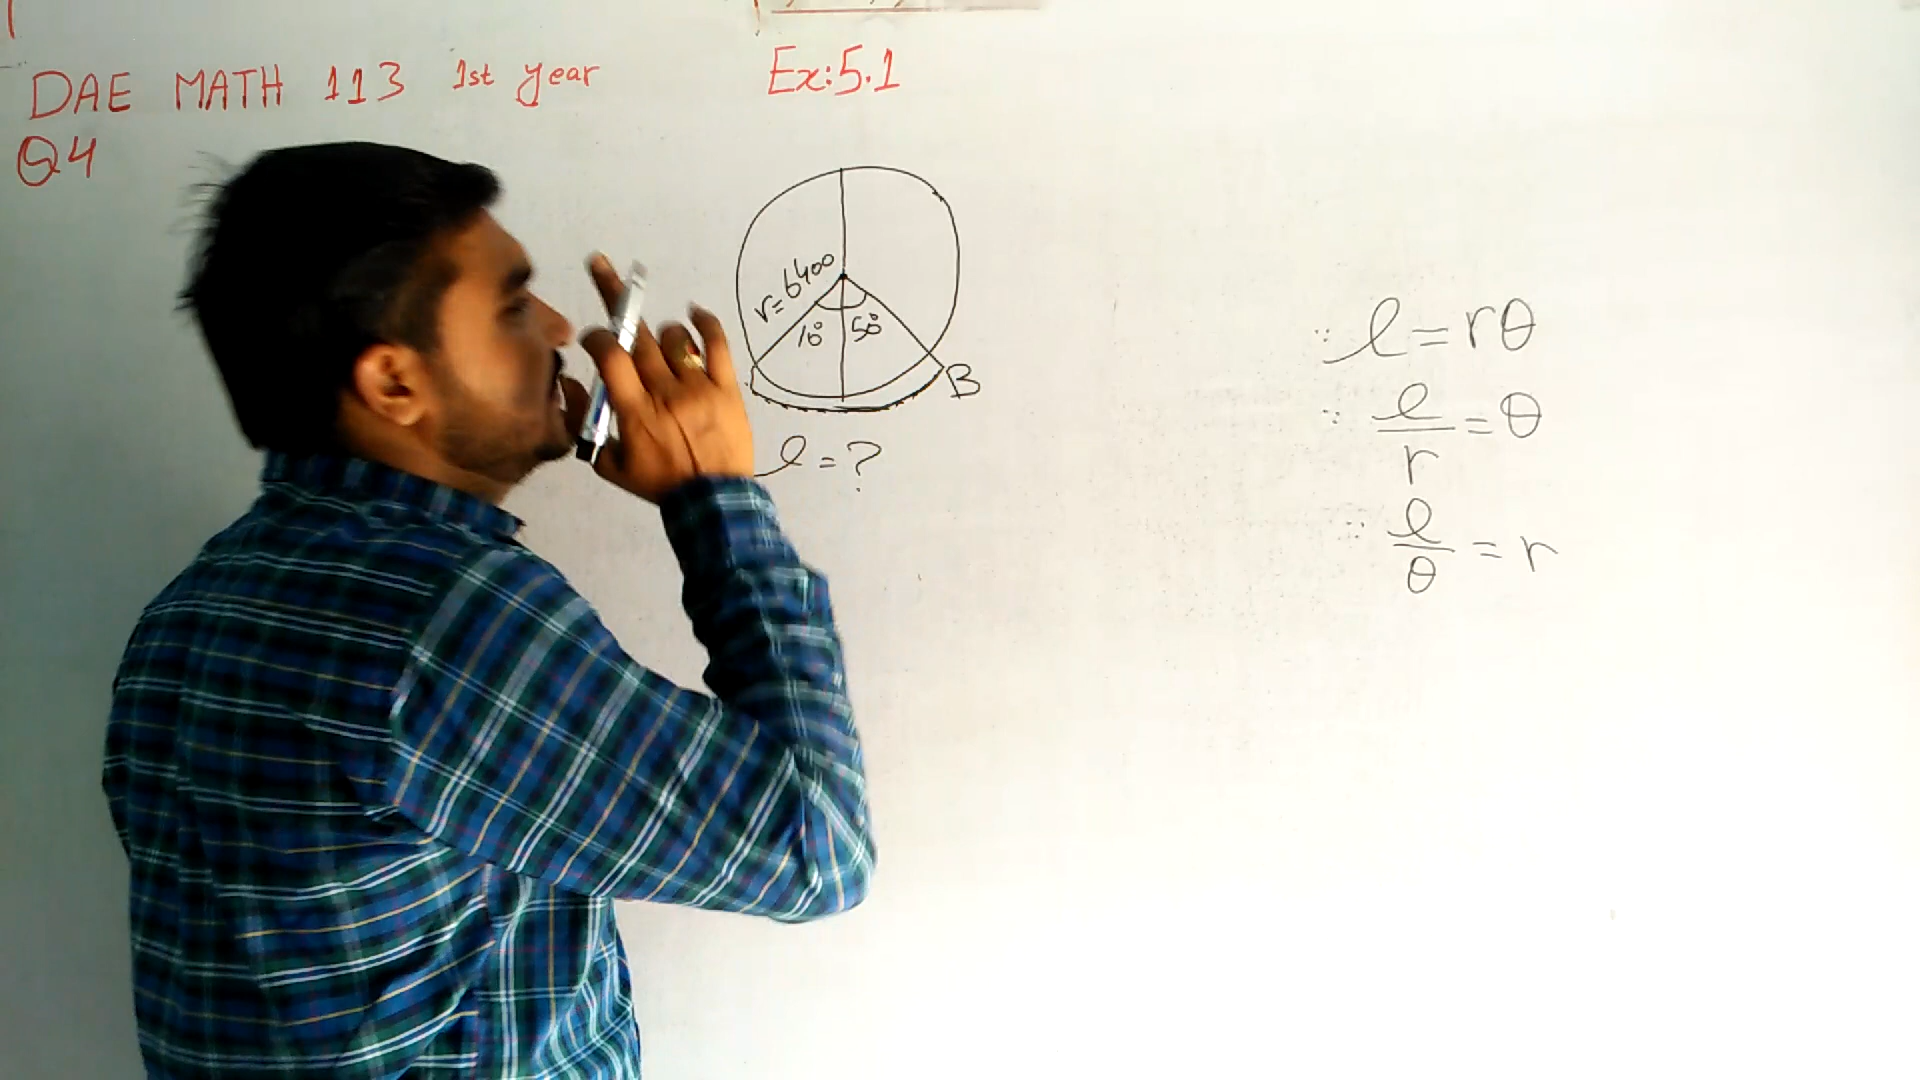 DAE MATH 113 1st year
Ex:5.1
Q4
r=6400
10° 50°
B
l=?
∵ l=rθ
∵ l/r=θ
∵ l/θ=r